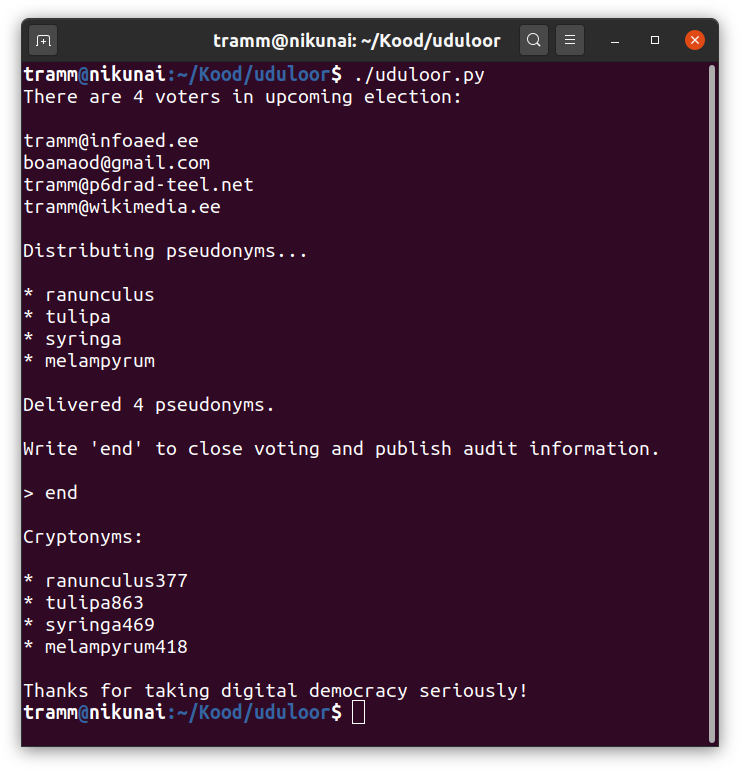 tramm@nikunai: ~/Kood/uduloor
tramm@nikunai:~/Kood/uduloor$ ./uduloor.py
There are 4 voters in upcoming election:
tramm@infoaed.ee
boamaod@gmail.com
tramm@p6drad-teel.net
tramm@wikimedia.ee
Distributing pseudonyms...
* ranunculus
* tulipa
* syringa
* melampyrum
Delivered 4 pseudonyms.
Write 'end' to close voting and publish audit information.
> end
Cryptonyms:
* ranunculus377
* tulipa863
* syringa469
* melampyrum418
Thanks for taking digital democracy seriously!
tramm@nikunai:~/Kood/uduloor$